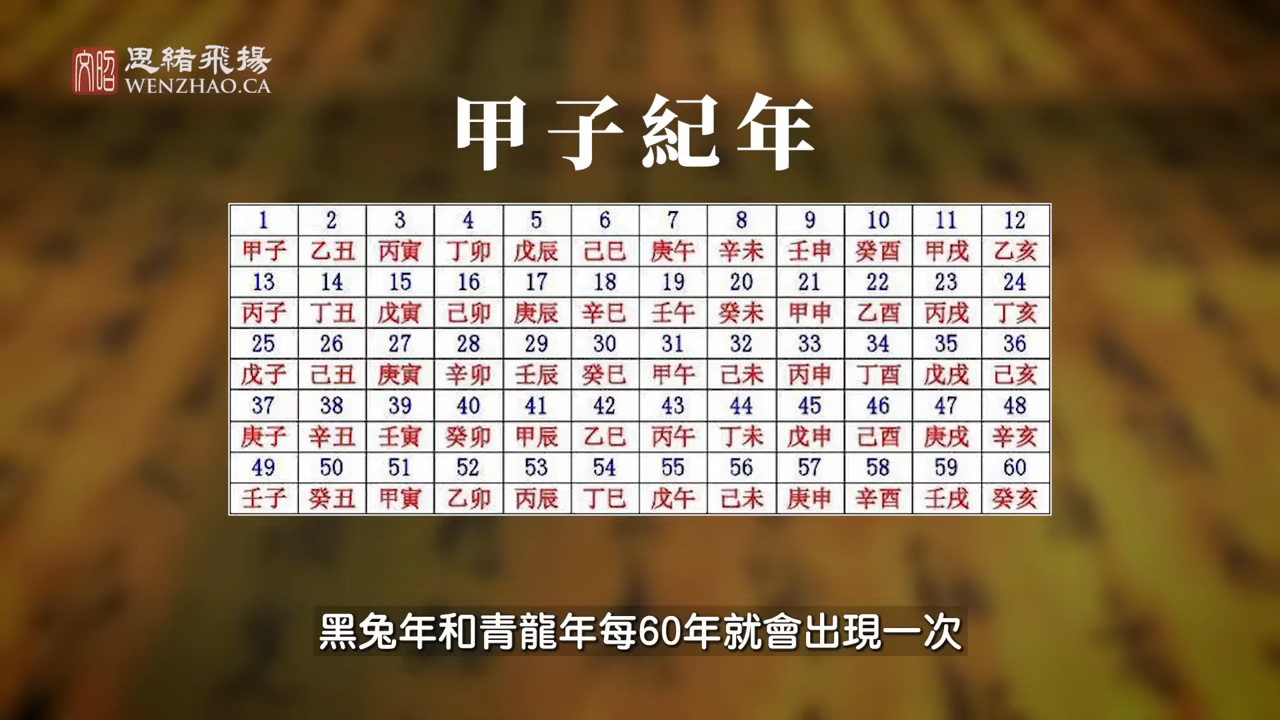 文昭
思緒飛揚
WENZHAO.CA
甲子紀年
1 2 3 4 5 6 7 8 9 10 11 12
甲子 乙丑 丙寅 丁卯 戊辰 己巳 庚午 辛未 壬申 癸酉 甲戌 乙亥
13 14 15 16 17 18 19 20 21 22 23 24
丙子 丁丑 戊寅 己卯 庚辰 辛巳 壬午 癸未 甲申 乙酉 丙戌 丁亥
25 26 27 28 29 30 31 32 33 34 35 36
戊子 己丑 庚寅 辛卯 壬辰 癸巳 甲午 己未 丙申 丁酉 戊戌 己亥
37 38 39 40 41 42 43 44 45 46 47 48
庚子 辛丑 壬寅 癸卯 甲辰 乙巳 丙午 丁未 戊申 己酉 庚戌 辛亥
49 50 51 52 53 54 55 56 57 58 59 60
壬子 癸丑 甲寅 乙卯 丙辰 丁巳 戊午 己未 庚申 辛酉 壬戌 癸亥
黑兔年和青龍年每60年就會出現一次